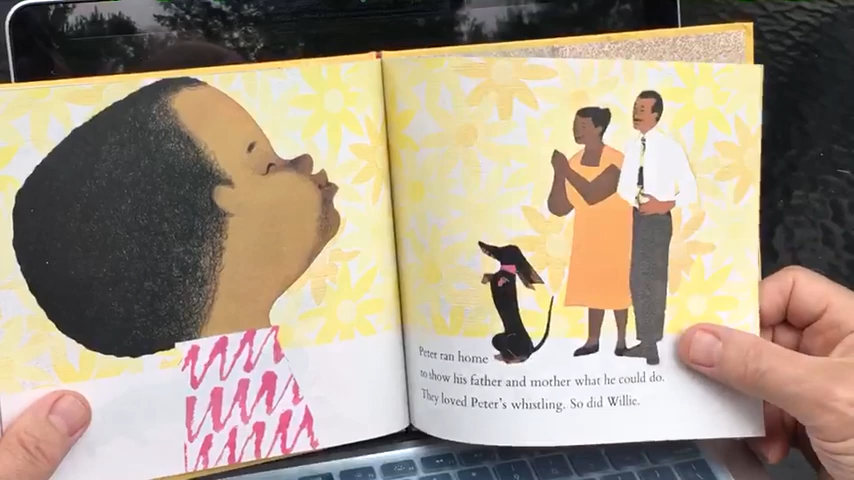 Peter ran home
to show his father and mother what he could do.
They loved Peter's whistling. So did Willie.